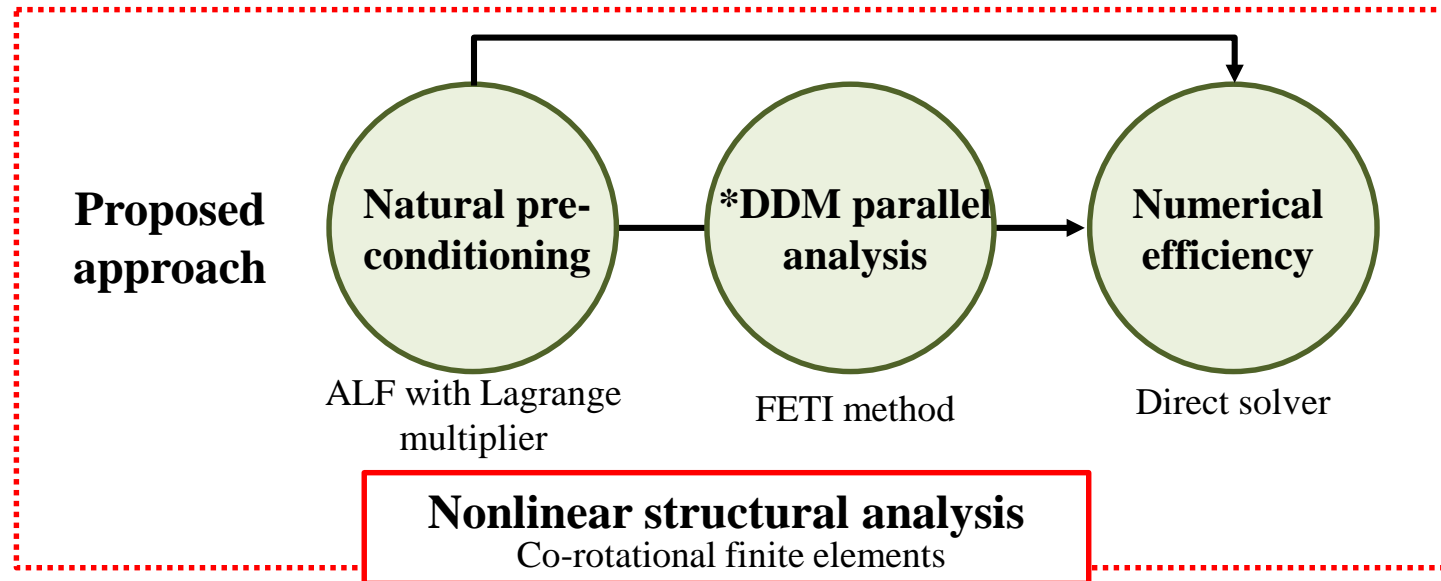 Proposed
approach
Natural pre-
conditioning
*DDM parallel
analysis
Numerical
efficiency
ALF with Lagrange
multiplier
FETI method
Direct solver
Nonlinear structural analysis
Co-rotational finite elements